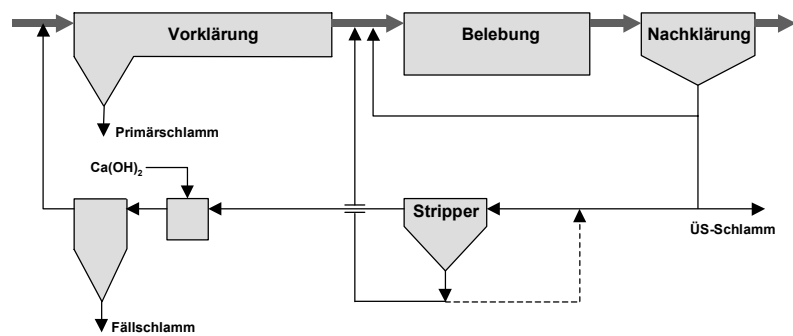 Vorklärung
Belebung
Nachklärung
Primärschlamm
Ca(OH)₂
Stripper
ÜS-Schlamm
Fällschlamm